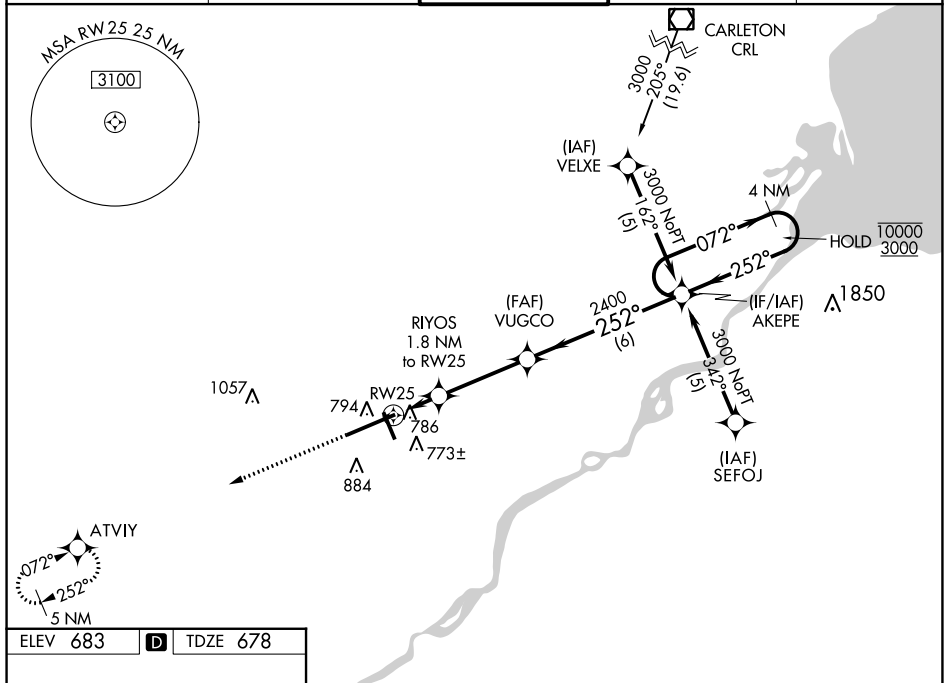 MSA RW25 25 NM
3100
CARLETON
CRL
3000
205°
(19.6)
(IAF)
VELXE
3000 NoPT
162°
(5)
4 NM
072°
HOLD
10000
3000
252°
(IF/IAF)
AKEPE
1850
2400
252°
(6)
(FAF)
VUGCO
RIYOS
1.8 NM
to RW25
3000 NoPT
342°
(5)
(IAF)
SEFOJ
1057
794
RW25
786
773±
884
ATVIY
072°
252°
5 NM
ELEV 683
D
TDZE 678